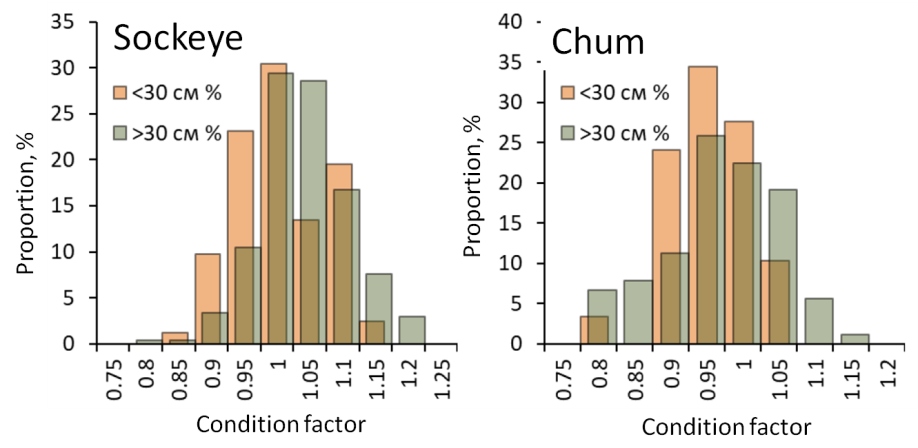 Sockeye
<30 см %
>30 см %
Proportion, %
35
30
25
20
15
10
5
0
0.75 0.8 0.85 0.9 0.95 1 1.05 1.1 1.15 1.2 1.25
Condition factor
Chum
<30 см %
>30 см %
Proportion, %
40
35
30
25
20
15
10
5
0
0.75 0.8 0.85 0.9 0.95 1 1.05 1.1 1.15 1.2
Condition factor